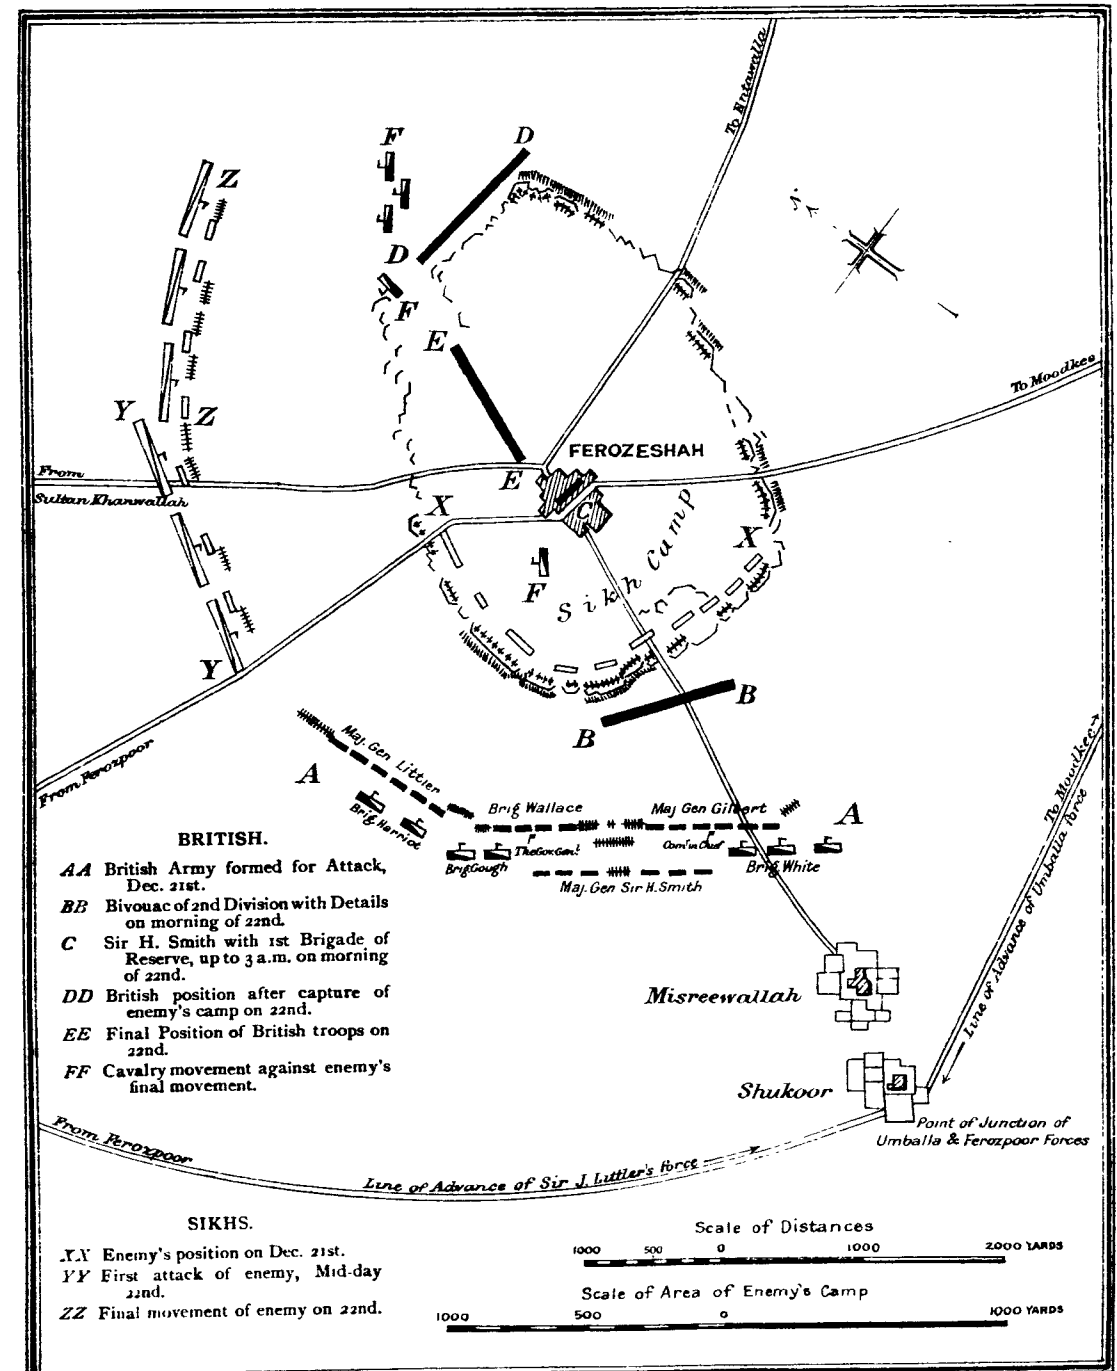 To Entawalla
F
D
Z
N
D
F
E
To Moodkee
Y
Z
FEROZESHAH
From
Sultan Khanwallah
E
X
C
X
Sikh Camp
F
Y
From Ferozpoor
B
B
Maj. Gen Littler
A
Brig Wallace
Maj Gen Gilbert
A
Brig. Harriot
The Gov. Genl.
Com! in Chief
Brig Gough
Brig. White
Maj. Gen Sir H. Smith
To Moodkee
Line of Advance of Umballa force
BRITISH.
AA British Army formed for Attack,
Dec. 21st.
BB Bivouac of 2nd Division with Details
on morning of 22nd.
C Sir H. Smith with 1st Brigade of
Reserve, up to 3 a.m. on morning
of 22nd.
DD British position after capture of
enemy's camp on 22nd.
EE Final Position of British troops on
22nd.
FF Cavalry movement against enemy's
final movement.
Misreewallah
Shukoor
Point of Junction of
Umballa & Ferozpoor Forces
From Ferozpoor
Line of Advance of Sir J. Littler's force
SIKHS.
XX Enemy's position on Dec. 21st.
YY First attack of enemy, Mid-day
22nd.
ZZ Final movement of enemy on 22nd.
Scale of Distances
1000 500 0 1000 2000 YARDS
Scale of Area of Enemy's Camp
1000 500 0 1000 YARDS